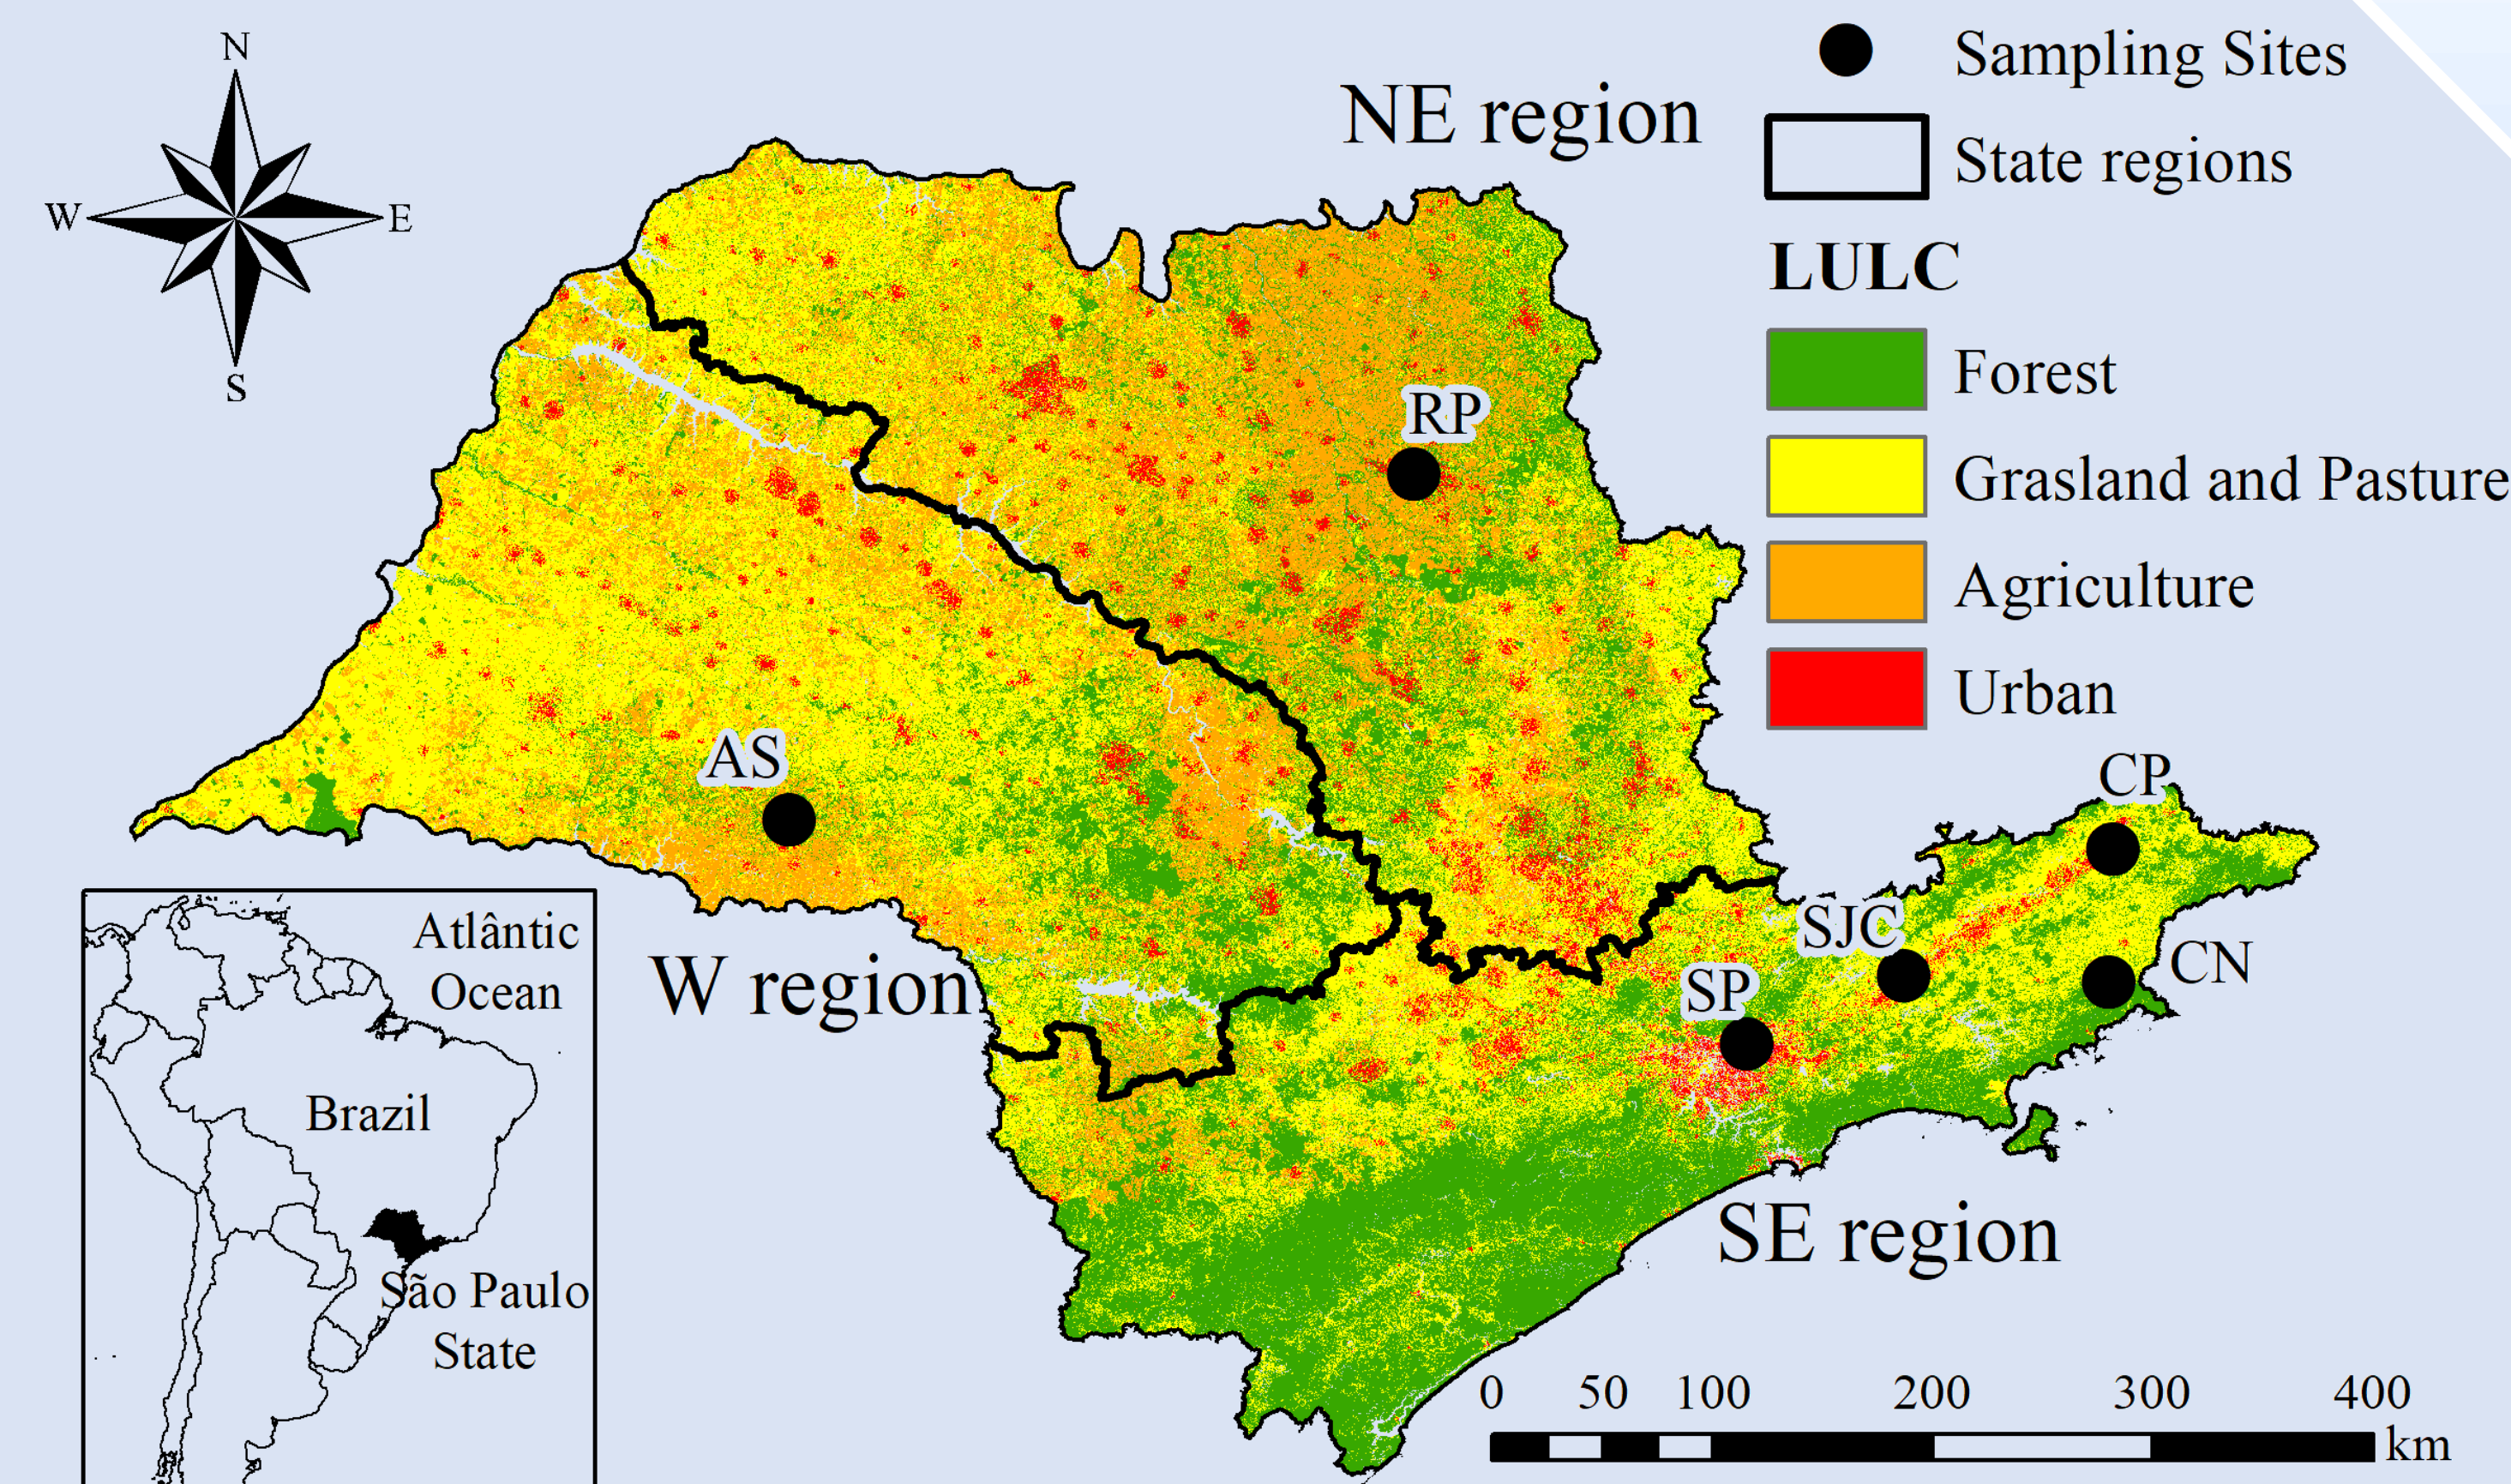 N
W
E
S
NE region
Sampling Sites
State regions
LULC
Forest
Grasland and Pasture
Agriculture
Urban
RP
AS
CP
SJC
CN
SP
W region
SE region
Atlântic
Ocean
Brazil
São Paulo
State
0 50 100 200 300 400
km